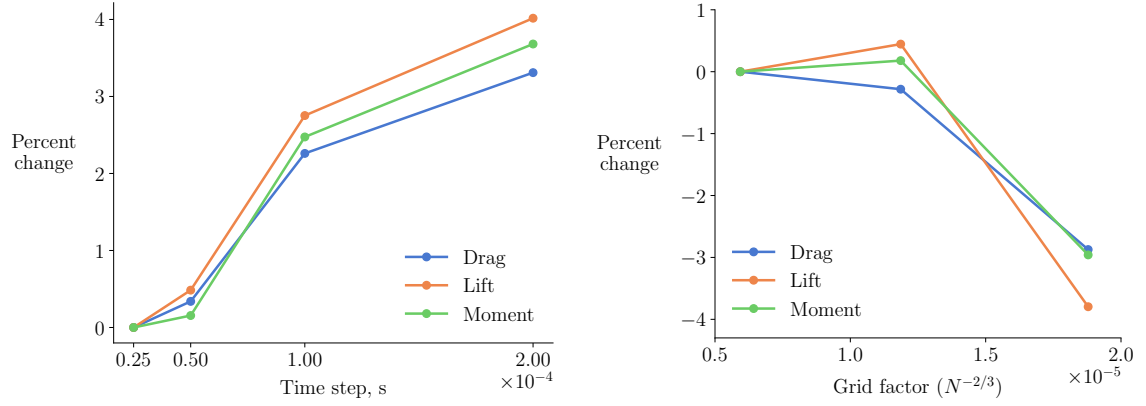 4
3
Percent
change
2
1
0
Drag
Lift
Moment
0.25 0.50 1.00 2.00
Time step, s
×10⁻⁴
1
0
Percent
change
−1
−2
−3
−4
Drag
Lift
Moment
0.5 1.0 1.5 2.0
Grid factor (N^{−2/3})
×10⁻⁵